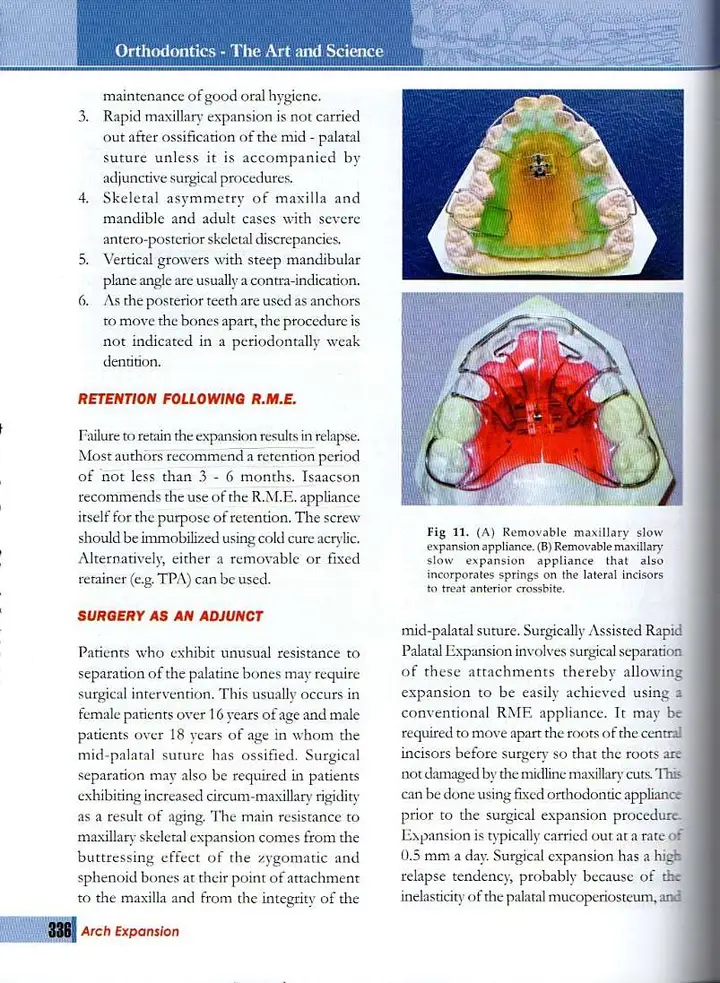 Orthodontics - The Art and Science
maintenance of good oral hygiene.
3. Rapid maxillary expansion is not carried
out after ossification of the mid - palatal
suture unless it is accompanied by
adjunctive surgical procedures.
4. Skeletal asymmetry of maxilla and
mandible and adult cases with severe
antero-posterior skeletal discrepancies.
5. Vertical growers with steep mandibular
plane angle are usually a contra-indication.
6. As the posterior teeth are used as anchors
to move the bones apart, the procedure is
not indicated in a periodontally weak
dentition.
RETENTION FOLLOWING R.M.E.
Failure to retain the expansion results in relapse.
Most authors recommend a retention period
of not less than 3 - 6 months. Isaacson
recommends the use of the R.M.E. appliance
itself for the purpose of retention. The screw
should be immobilized using cold cure acrylic.
Alternatively, either a removable or fixed
retainer (e.g. TPA) can be used.
SURGERY AS AN ADJUNCT
Patients who exhibit unusual resistance to
separation of the palatine bones may require
surgical intervention. This usually occurs in
female patients over 16 years of age and male
patients over 18 years of age in whom the
mid-palatal suture has ossified. Surgical
separation may also be required in patients
exhibiting increased circum-maxillary rigidity
as a result of aging. The main resistance to
maxillary skeletal expansion comes from the
buttressing effect of the zygomatic and
sphenoid bones at their point of attachment
to the maxilla and from the integrity of the
Fig 11. (A) Removable maxillary slow
expansion appliance. (B) Removable maxillary
slow expansion appliance that also
incorporates springs on the lateral incisors
to treat anterior crossbite.
mid-palatal suture. Surgically Assisted Rapid
Palatal Expansion involves surgical separation
of these attachments thereby allowing
expansion to be easily achieved using a
conventional RME appliance. It may be
required to move apart the roots of the central
incisors before surgery so that the roots are
not damaged by the midline maxillary cuts. This
can be done using fixed orthodontic appliance
prior to the surgical expansion procedure.
Expansion is typically carried out at a rate of
0.5 mm a day. Surgical expansion has a high
relapse tendency, probably because of the
inelasticity of the palatal mucoperiosteum, and
336 Arch Expansion